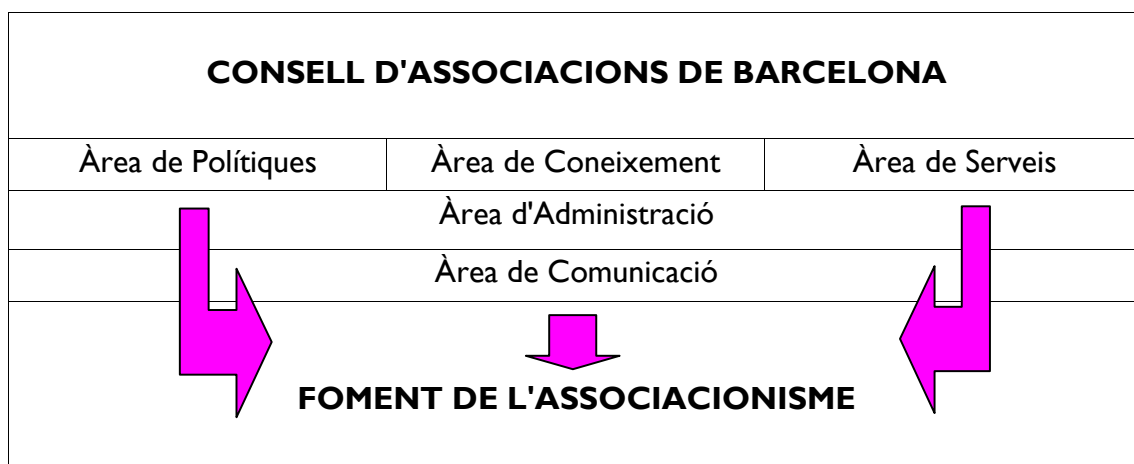 CONSELL D'ASSOCIACIONS DE BARCELONA
Àrea de Polítiques
Àrea de Coneixement
Àrea de Serveis
Àrea d'Administració
Àrea de Comunicació
FOMENT DE L'ASSOCIACIONISME